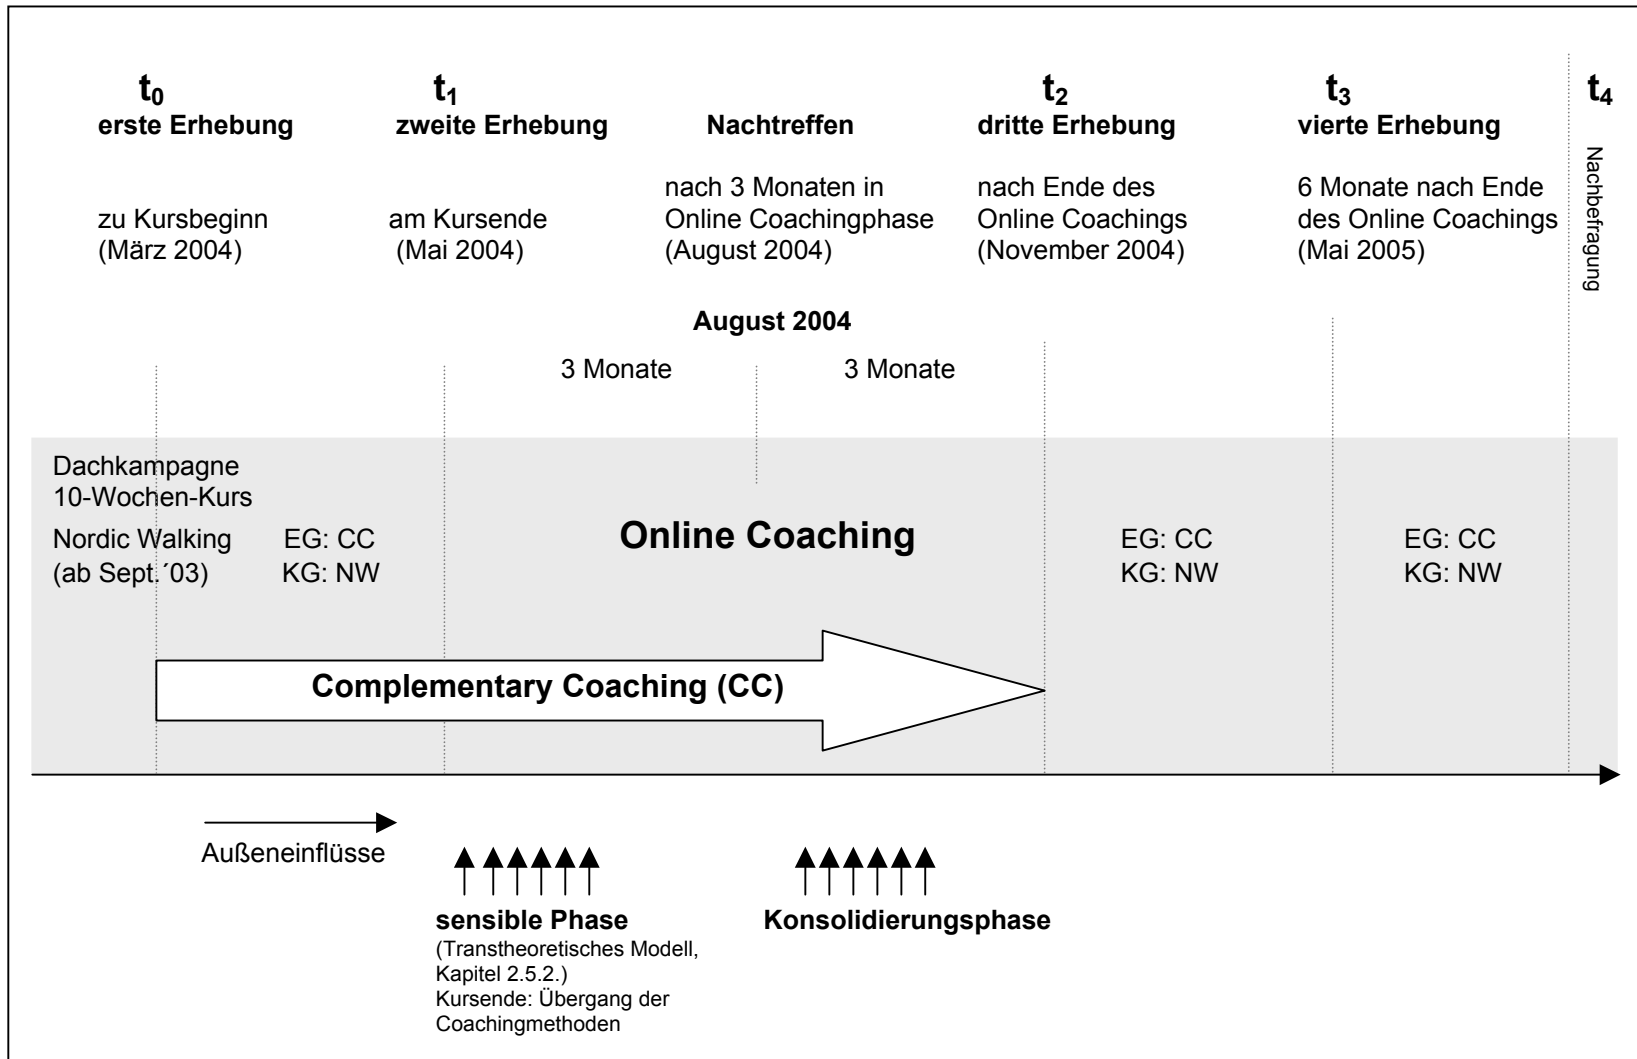 t0
erste Erhebung
zu Kursbeginn
(März 2004)
t1
zweite Erhebung
am Kursende
(Mai 2004)
Nachtreffen
nach 3 Monaten in
Online Coachingphase
(August 2004)
t2
dritte Erhebung
nach Ende des
Online Coachings
(November 2004)
t3
vierte Erhebung
6 Monate nach Ende
des Online Coachings
(Mai 2005)
t4
Nachbefragung
August 2004
3 Monate
3 Monate
Dachkampagne
10-Wochen-Kurs
Nordic Walking
(ab Sept.´03)
EG: CC
KG: NW
Online Coaching
EG: CC
KG: NW
EG: CC
KG: NW
Complementary Coaching (CC)
Außeneinflüsse
sensible Phase
(Transtheoretisches Modell,
Kapitel 2.5.2.)
Kursende: Übergang der
Coachingmethoden
Konsolidierungsphase